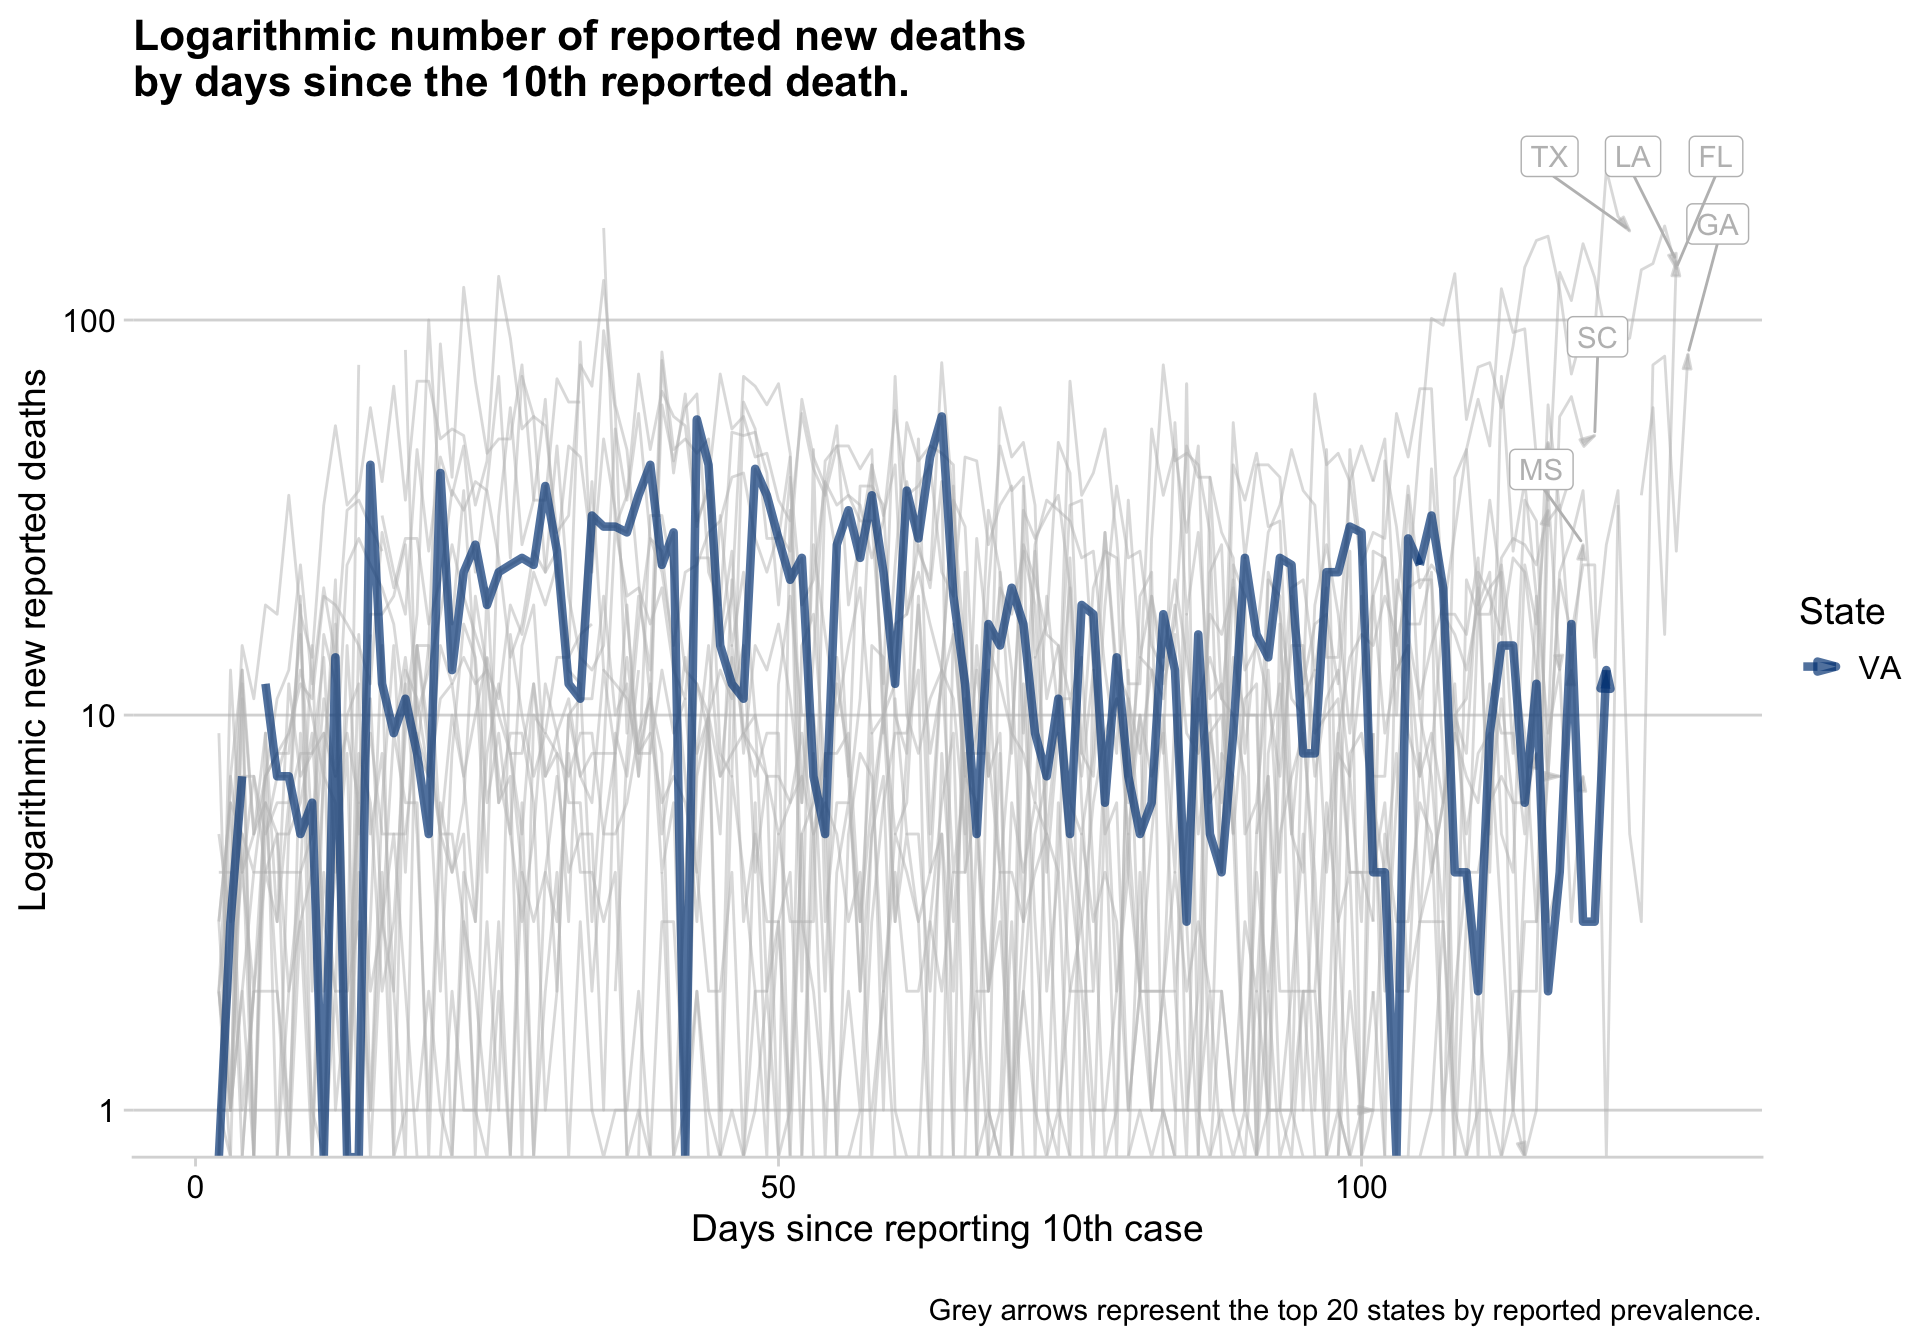 Logarithmic number of reported new deaths
by days since the 10th reported death.
TX
LA
FL
GA
SC
MS
100
10
1
Logarithmic new reported deaths
0
50
100
Days since reporting 10th case
State
VA
Grey arrows represent the top 20 states by reported prevalence.